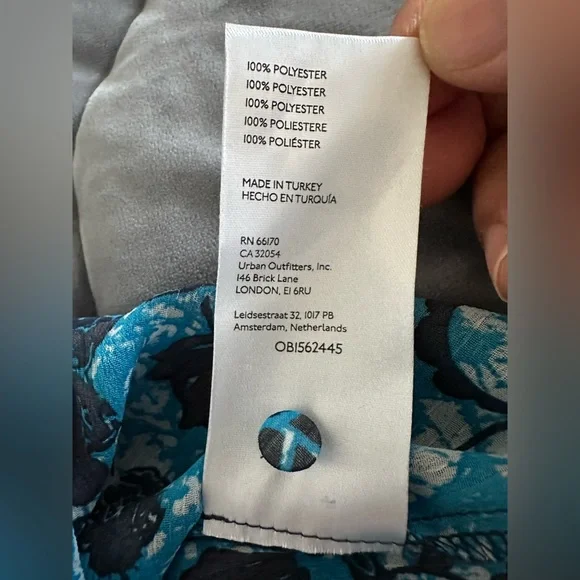 100% POLYESTER
100% POLYESTER
100% POLYESTER
100% POLIESTERE
100% POLIÉSTER
MADE IN TURKEY
HECHO EN TURQUÍA
RN 66170
CA 32054
Urban Outfitters, Inc.
146 Brick Lane
LONDON, E1 6RU
Leidsestraat 32, 1017 PB
Amsterdam, Netherlands
OB1562445